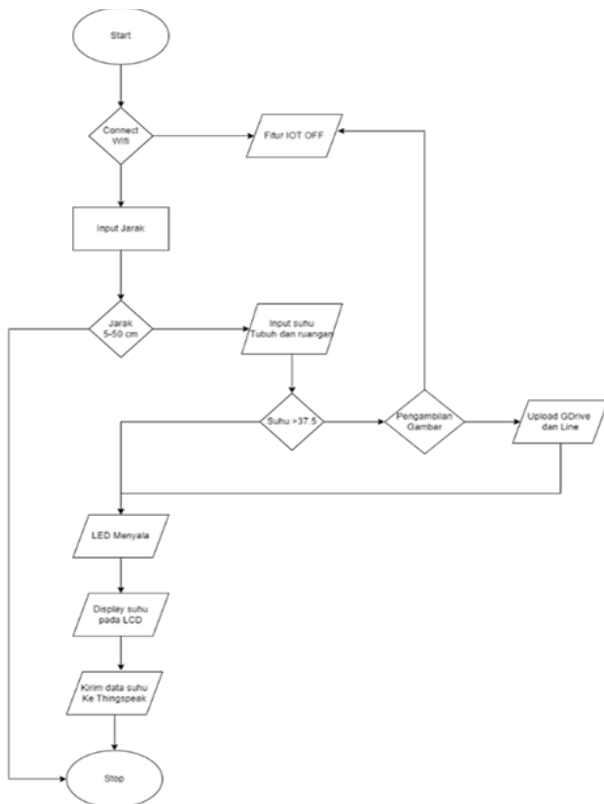 Start
Connect
Wifi
Fitur IOT OFF
Input Jarak
Jarak
5-50 cm
Input suhu
Tubuh dan ruangan
Suhu >37.5
Pengambilan
Gambar
Upload GDrive
dan Line
LED Menyala
Display suhu
pada LCD
Kirim data suhu
Ke Thingspeak
Stop